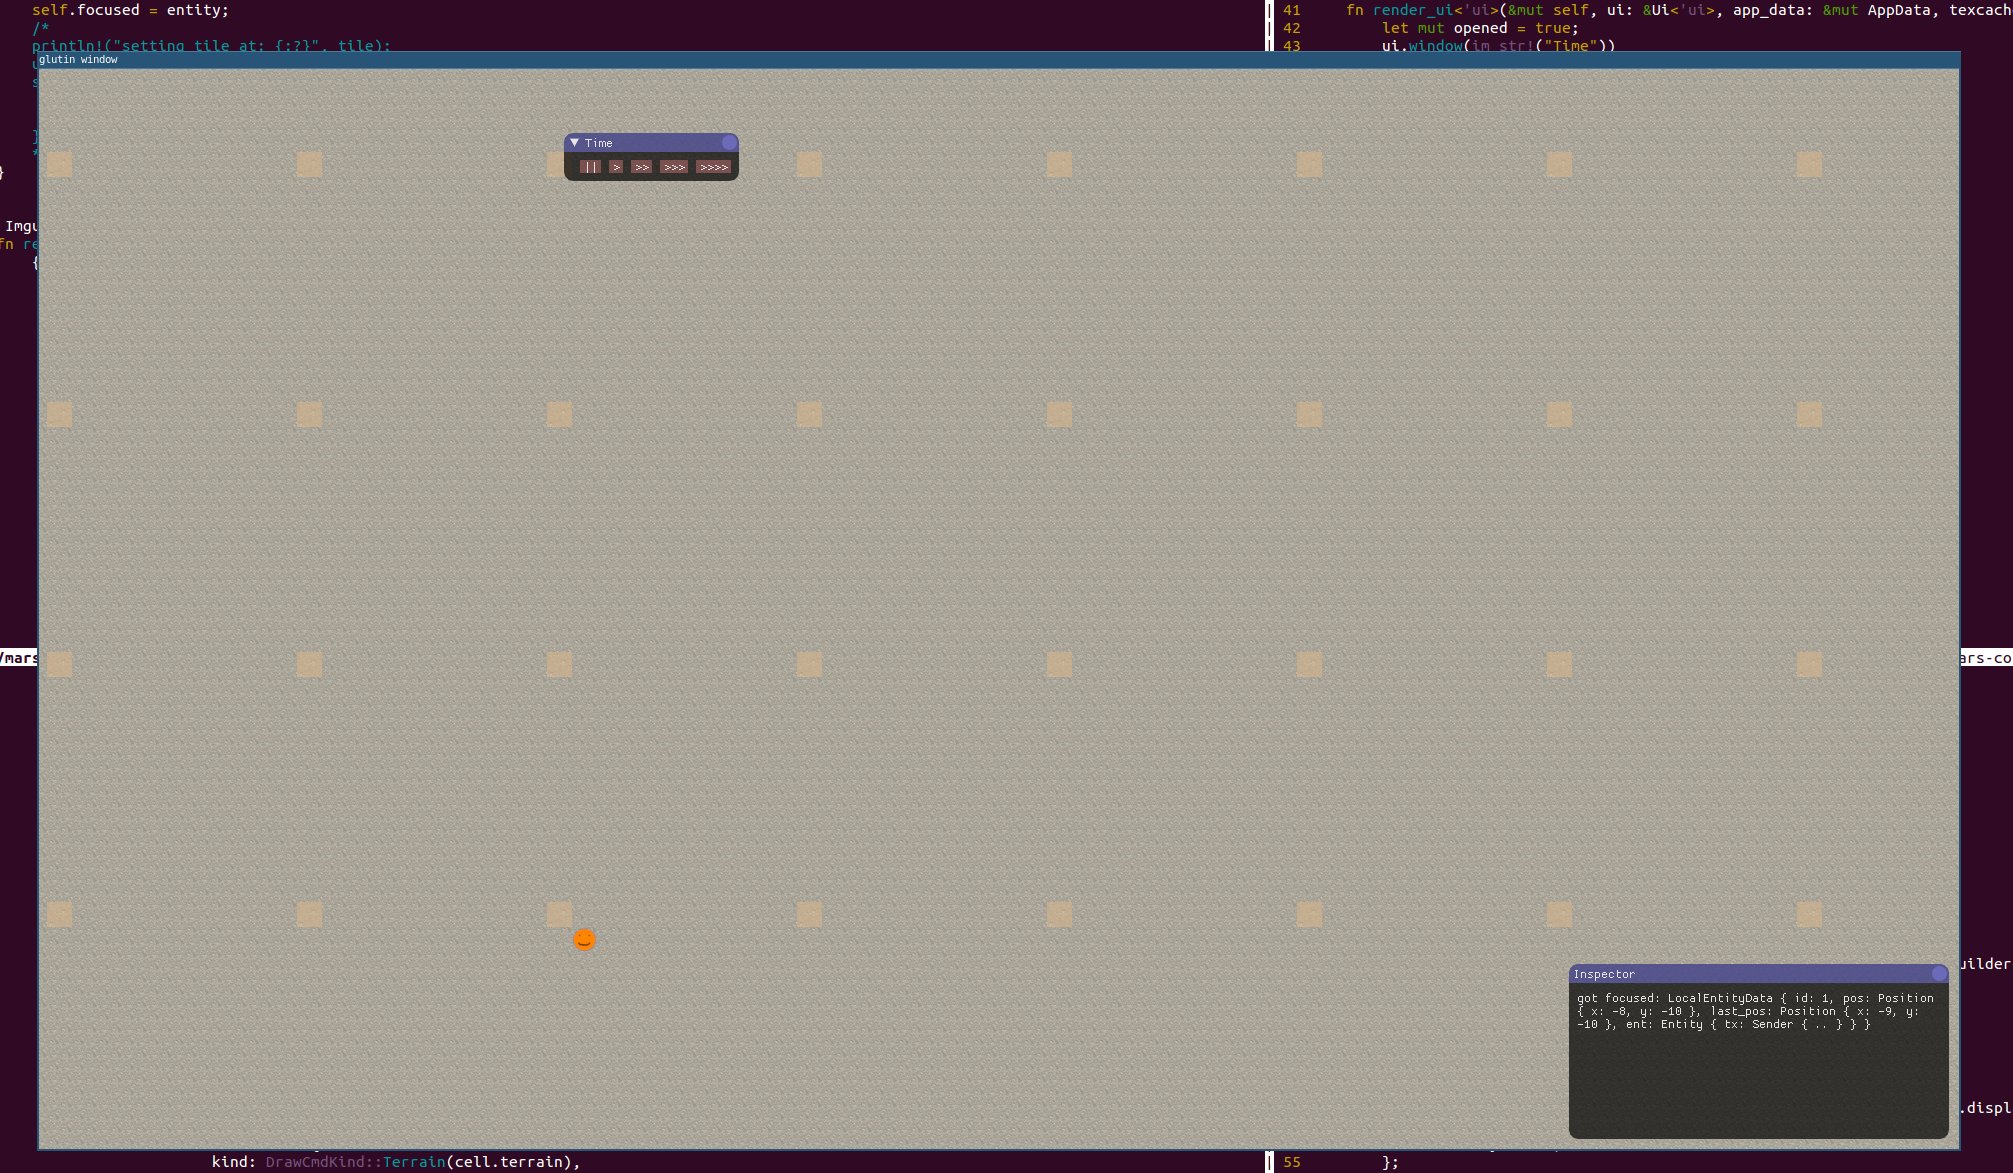 self.focused = entity;
/*
println!("setting tile at: {:?}", tile);
}
Imgu
fn re
{
/mars
kind: DrawCmdKind::Terrain(cell.terrain),
41 fn render_ui<'ui>(&mut self, ui: &Ui<'ui>, app_data: &mut AppData, texcach
42 let mut opened = true;
43 ui.window(im_str!("Time"))
glutin window
▼ Time
|| > >> >>> >>>>
ars-co
Inspector
got focused: LocalEntityData { id: 1, pos: Position
{ x: -8, y: -10 }, last_pos: Position { x: -9, y:
-10 }, ent: Entity { tx: Sender { .. } } }
uilder
.displ
55 };